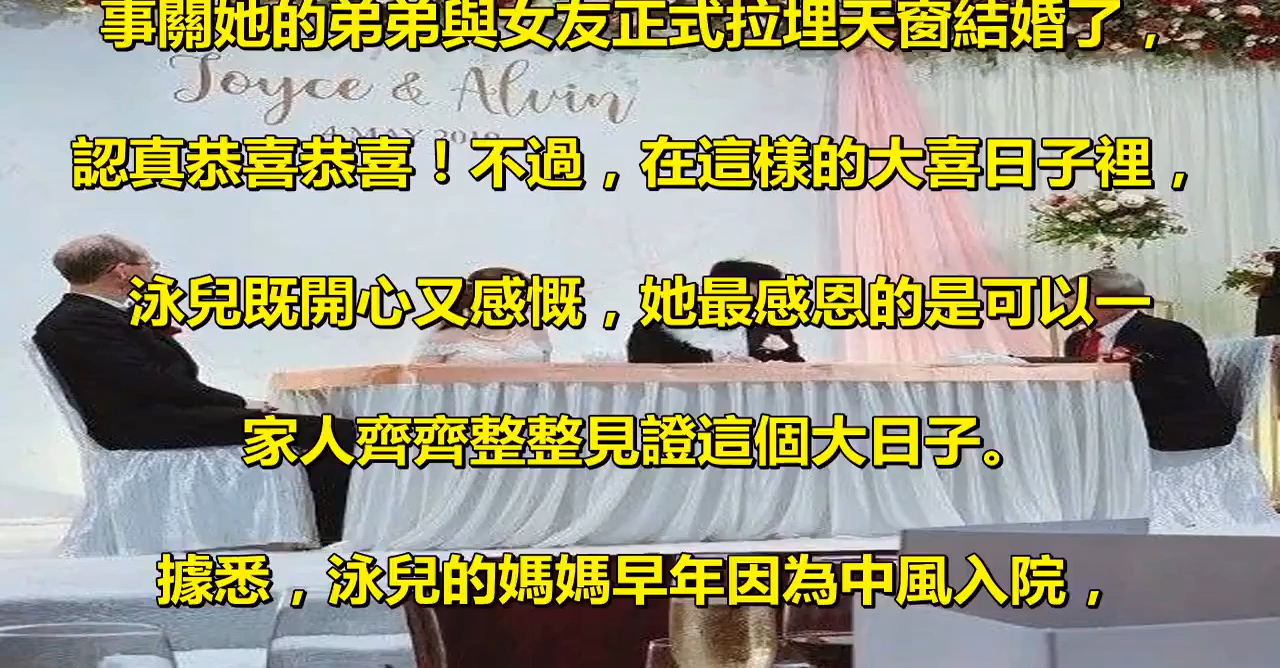 事關她的弟弟與女友正式拉埋天窗結婚了，
Joyce & Alvin
4 MAY 2019
認真恭喜恭喜！不過，在這樣的大喜日子裡，
泳兒既開心又感慨，她最感恩的是可以一
家人齊齊整整見證這個大日子。
據悉，泳兒的媽媽早年因為中風入院，